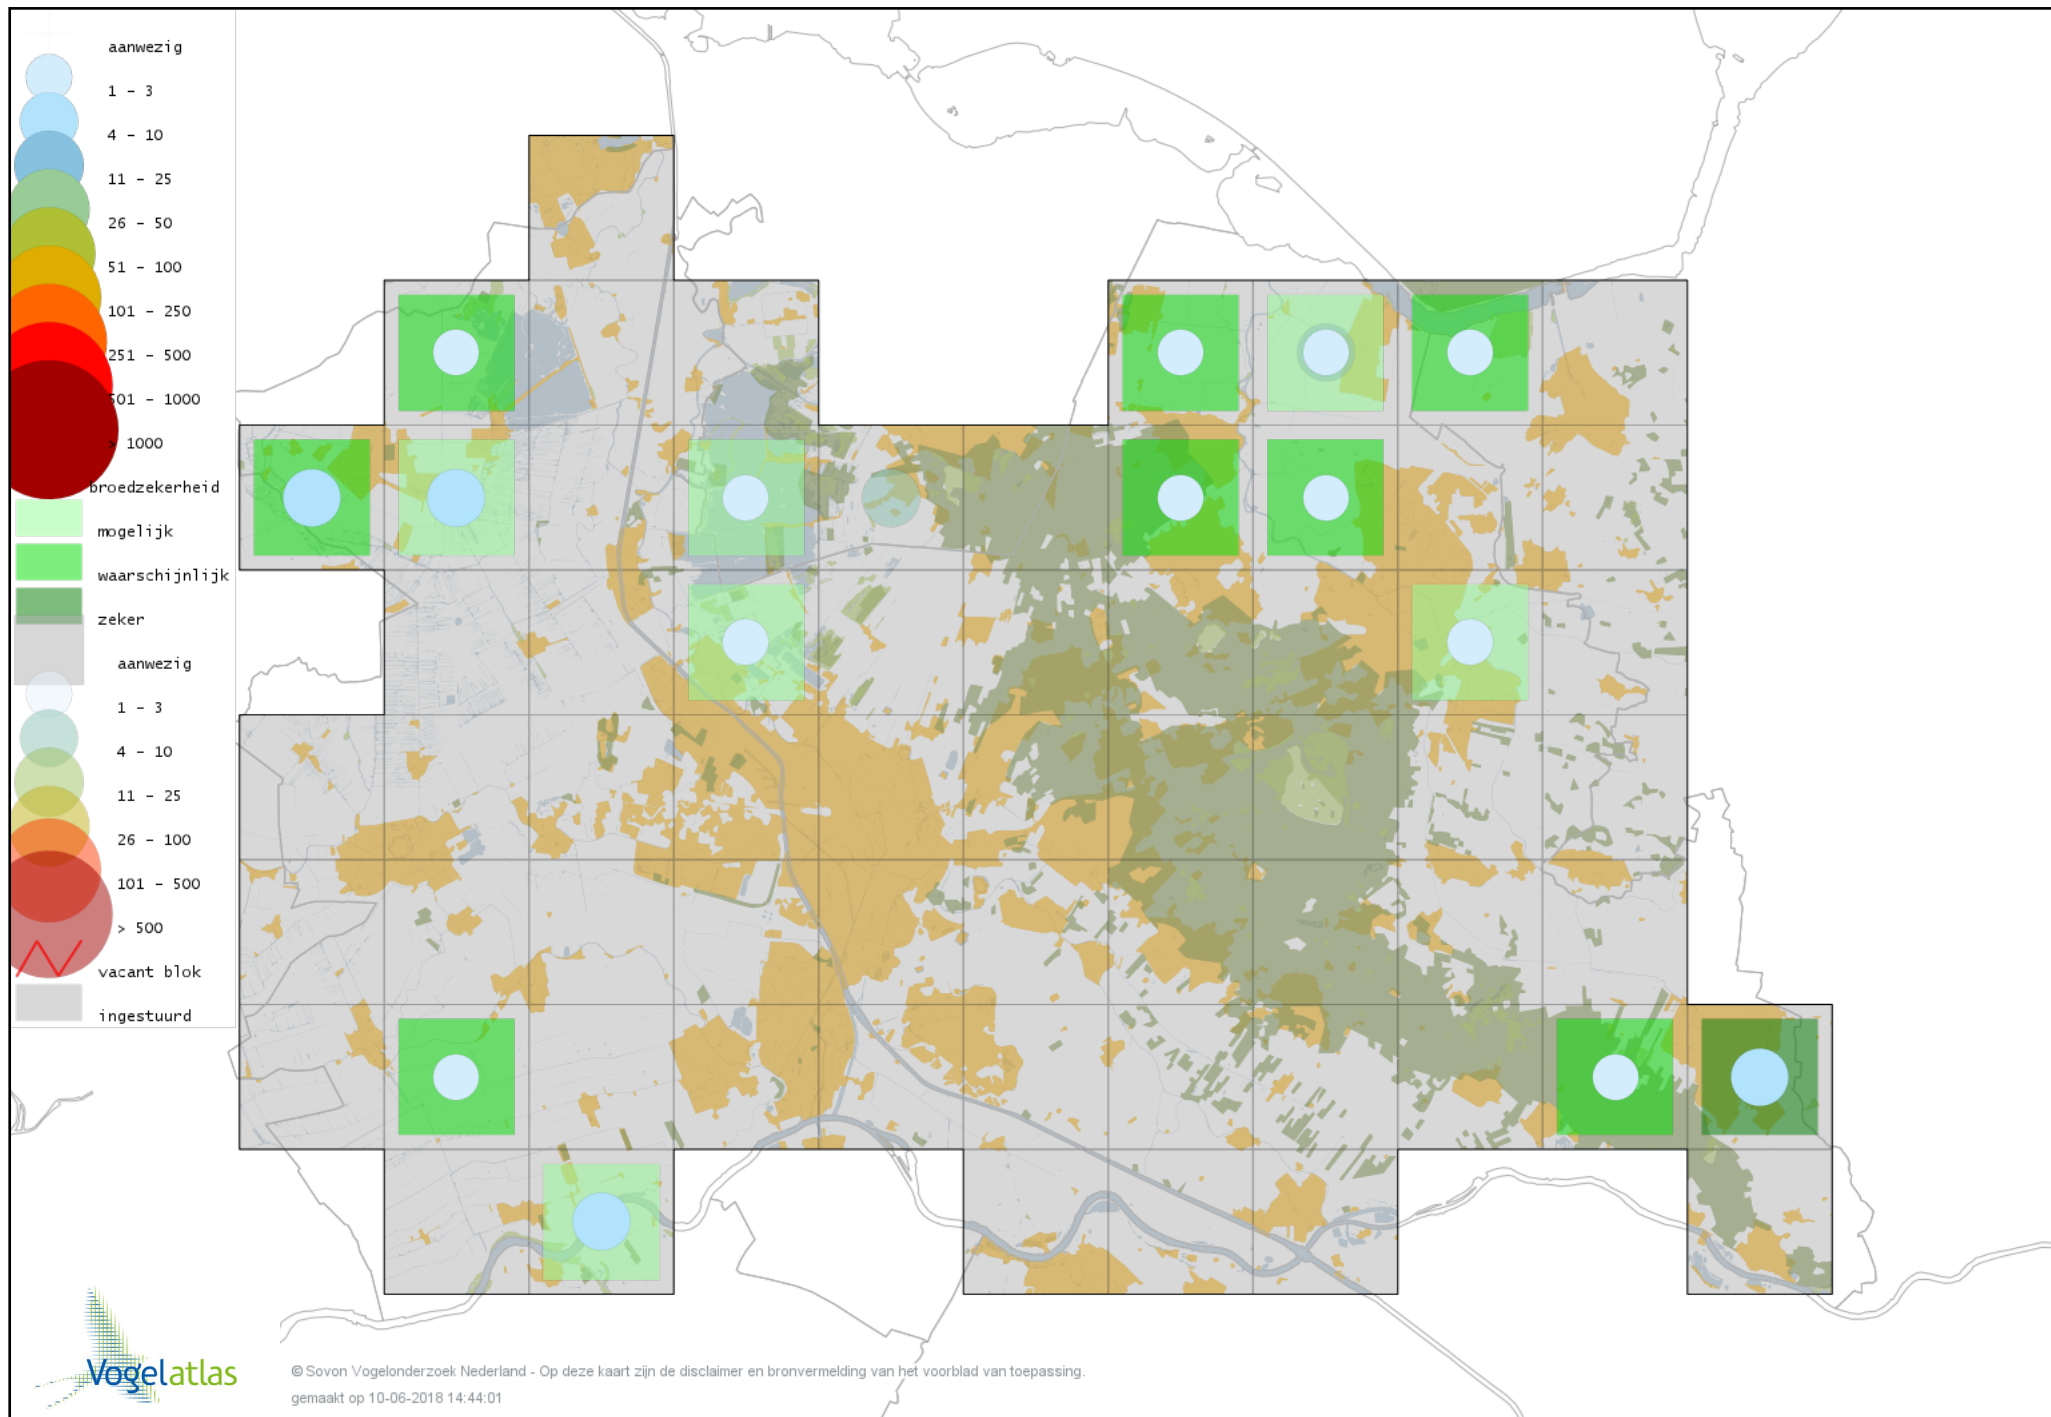 aanwezig
1 - 3
4 - 10
11 - 25
26 - 50
51 - 100
101 - 250
251 - 500
501 - 1000
> 1000
broedzekerheid
mogelijk
waarschijnlijk
zeker
aanwezig
1 - 3
4 - 10
11 - 25
26 - 100
101 - 500
> 500
vacant blok
ingestuurd
Vogelatlas
© Sovon Vogelonderzoek Nederland - Op deze kaart zijn de disclaimer en bronvermelding van het voorblad van toepassing.
gemaakt op 10-06-2018 14:44:01